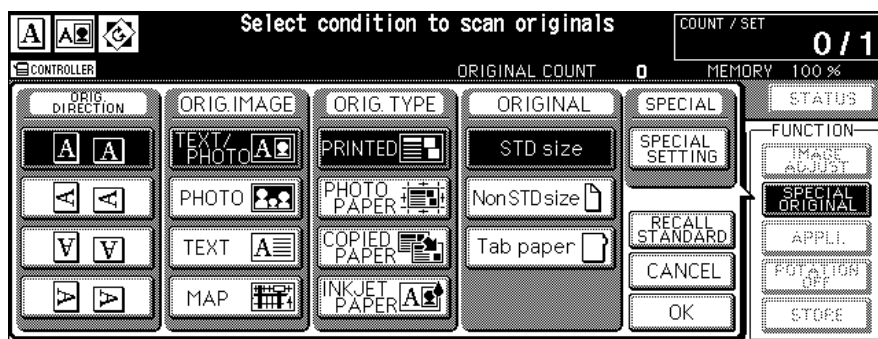 Select condition to scan originals
COUNT / SET
0 / 1
CONTROLLER
ORIGINAL COUNT 0 MEMORY 100 %
ORIG. DIRECTION
A A
A A
A A
A A
ORIG.IMAGE
TEXT/PHOTO A
PHOTO
TEXT A
MAP
ORIG. TYPE
PRINTED
PHOTO PAPER
COPIED PAPER
INKJET PAPER A
ORIGINAL
STD size
NonSTDsize
Tab paper
SPECIAL
SPECIAL SETTING
RECALL STANDARD
CANCEL
OK
STATUS
FUNCTION
IMAGE ADJUST
SPECIAL ORIGINAL
APPLI.
ROTATION OFF
STORE